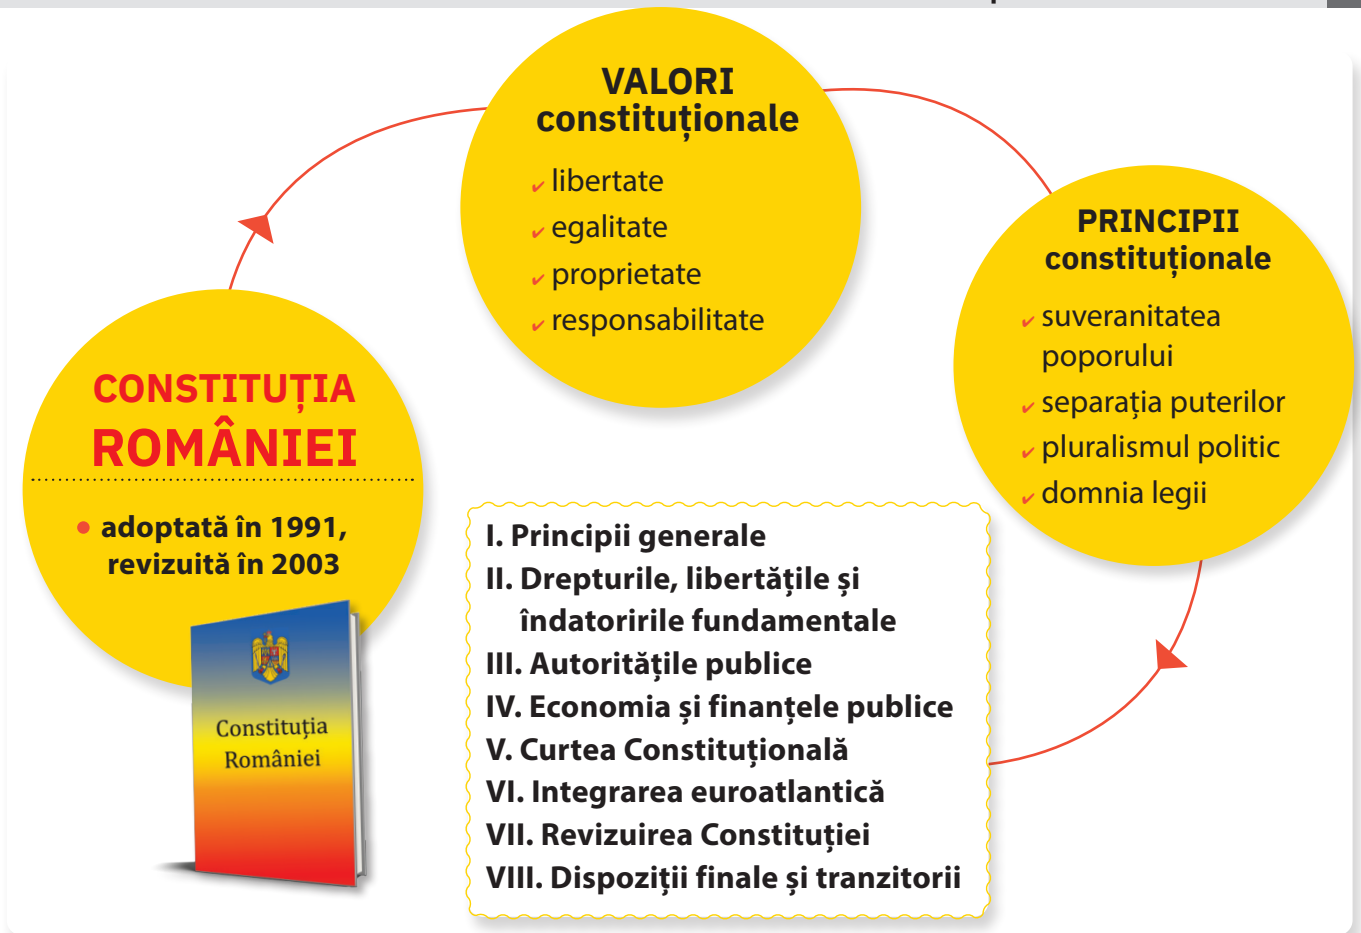 VALORI
constituționale
✔ libertate
✔ egalitate
✔ proprietate
✔ responsabilitate
PRINCIPII
constituționale
✔ suveranitatea
poporului
✔ separația puterilor
✔ pluralismul politic
✔ domnia legii
CONSTITUȚIA
ROMÂNIEI
• adoptată în 1991,
revizuită în 2003
Constituția
României
I. Principii generale
II. Drepturile, libertățile și
îndatoririle fundamentale
III. Autoritățile publice
IV. Economia și finanțele publice
V. Curtea Constituțională
VI. Integrarea euroatlantică
VII. Revizuirea Constituției
VIII. Dispoziții finale și tranzitorii